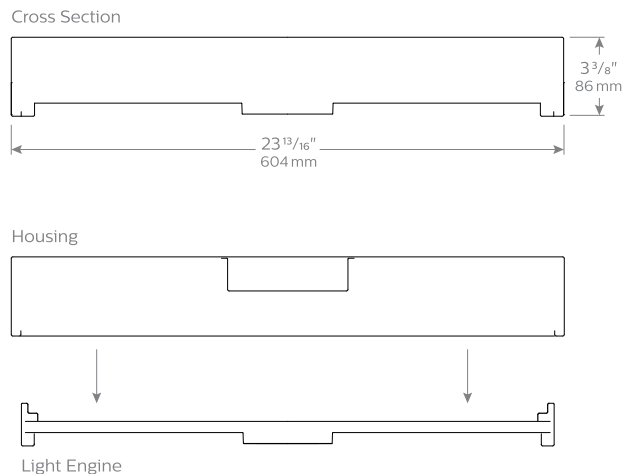 Cross Section
3 3/8"
86 mm
23 13/16"
604 mm
Housing
Light Engine